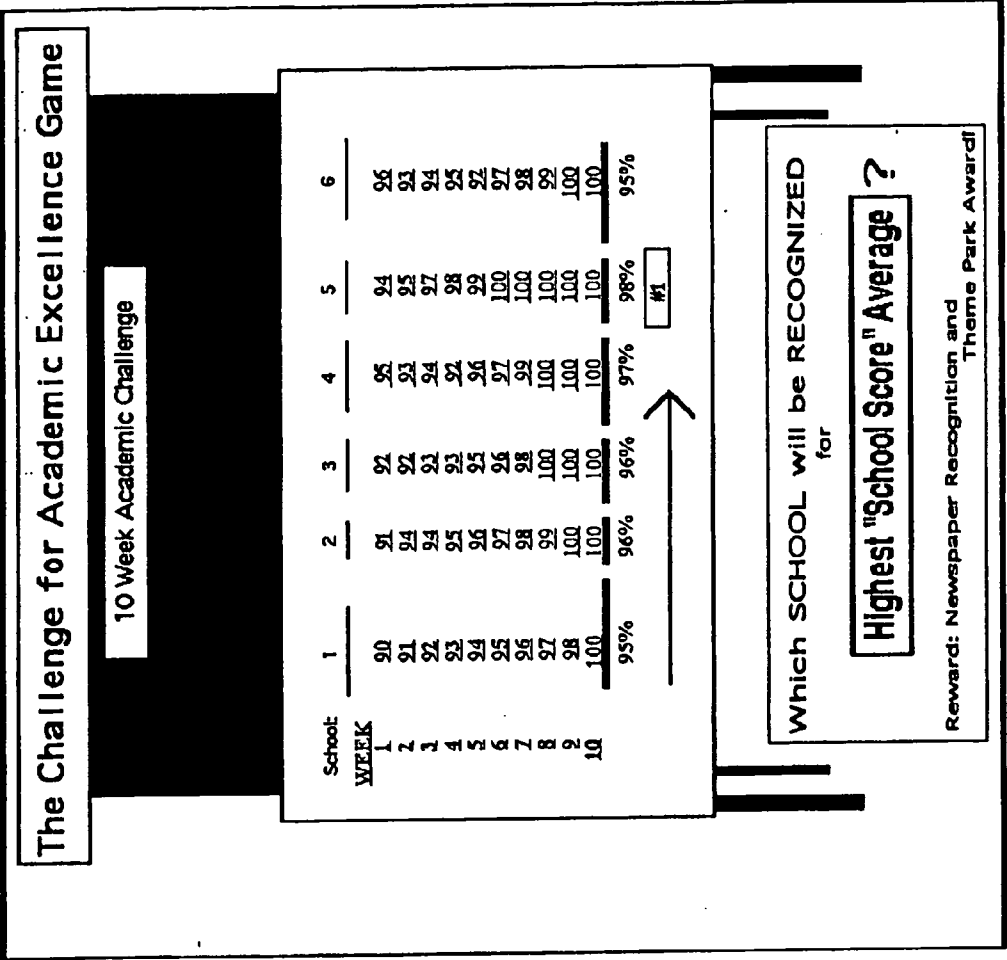 The Challenge for Academic Excellence Game
10 Week Academic Challenge
School: 1 2 3 4 5 6
WEEK
1 90 91 92 95 94 96
2 91 94 92 93 95 93
3 92 94 93 94 97 94
4 93 95 93 92 98 95
5 94 96 95 96 99 92
6 95 97 96 97 100 97
7 96 98 98 99 100 98
8 97 99 100 100 100 99
9 98 100 100 100 100 100
10 100 100 100 100 100 100
95% 96% 96% 97% 98% 95%
#1
Which SCHOOL will be RECOGNIZED
for
Highest "School Score" Average ?
Reward: Newspaper Recognition and
Theme Park Award!